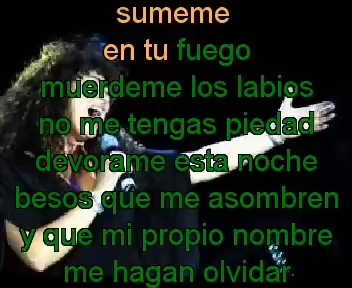 sumeme
en tu fuego
muerdeme los labios
no me tengas piedad
devorame esta noche
besos que me asombren
y que mi propio nombre
me hagan olvidar